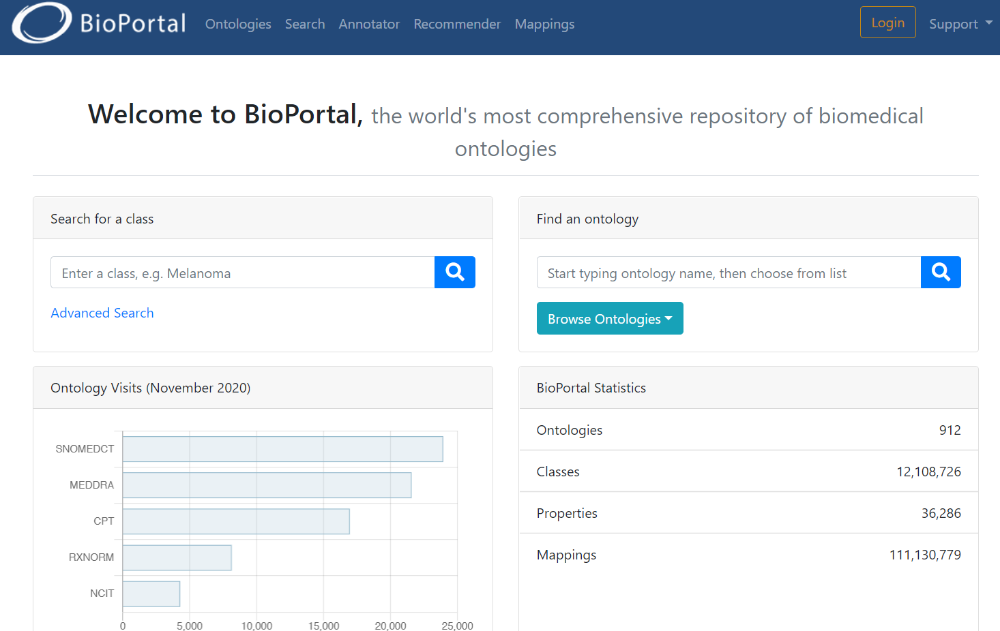 BioPortal Ontologies Search Annotator Recommender Mappings Login Support
Welcome to BioPortal, the world's most comprehensive repository of biomedical
ontologies
Search for a class
Enter a class, e.g. Melanoma
Advanced Search
Find an ontology
Start typing ontology name, then choose from list
Browse Ontologies
Ontology Visits (November 2020)
SNOMEDCT
MEDDRA
CPT
RXNORM
NCIT
0 5,000 10,000 15,000 20,000 25,000
BioPortal Statistics
Ontologies 912
Classes 12,108,726
Properties 36,286
Mappings 111,130,779